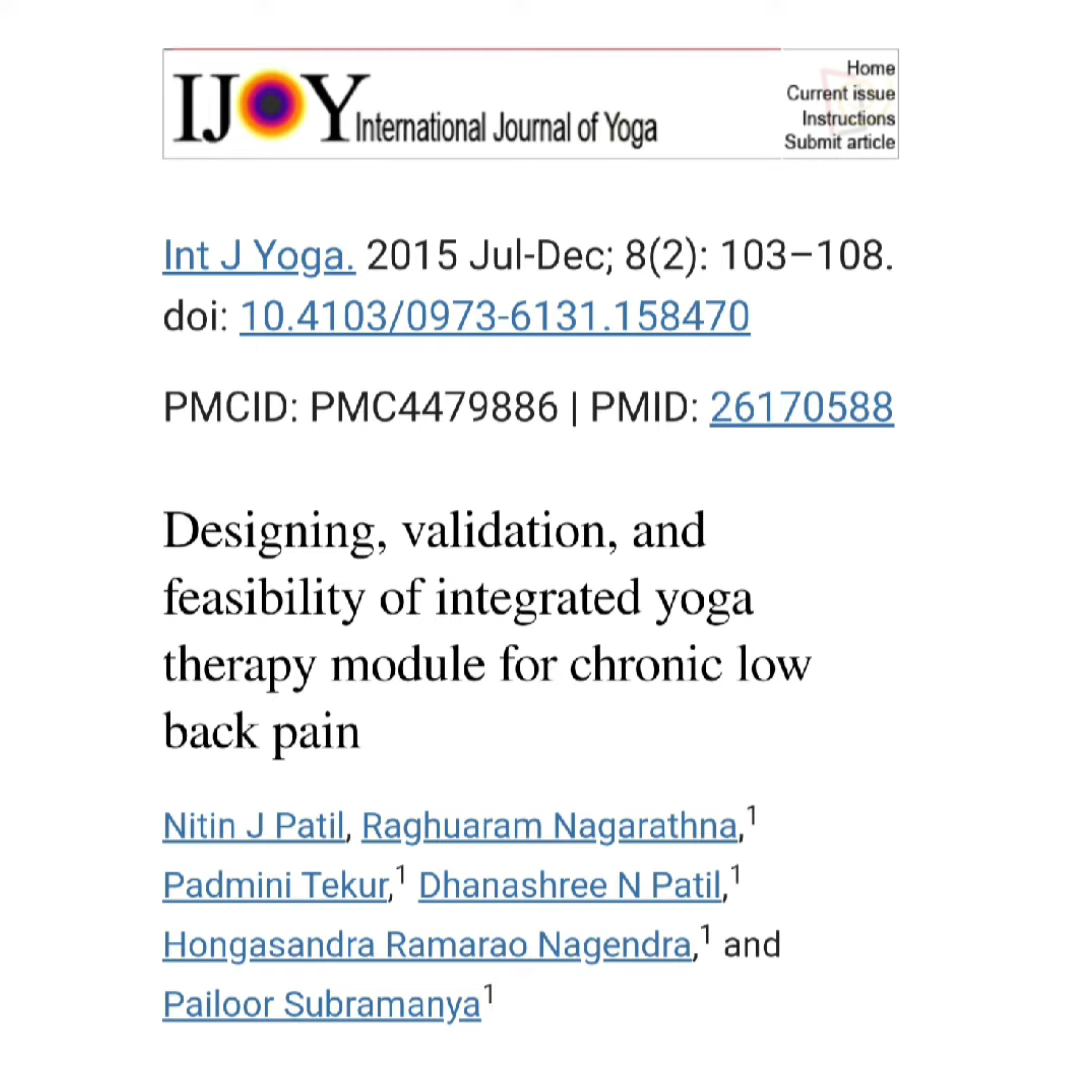 IJOY International Journal of Yoga
Home
Current issue
Instructions
Submit article
Int J Yoga. 2015 Jul-Dec; 8(2): 103–108.
doi: 10.4103/0973-6131.158470
PMCID: PMC4479886 | PMID: 26170588
Designing, validation, and
feasibility of integrated yoga
therapy module for chronic low
back pain
Nitin J Patil, Raghuaram Nagarathna,1
Padmini Tekur,1 Dhanashree N Patil,1
Hongasandra Ramarao Nagendra,1 and
Pailoor Subramanya1